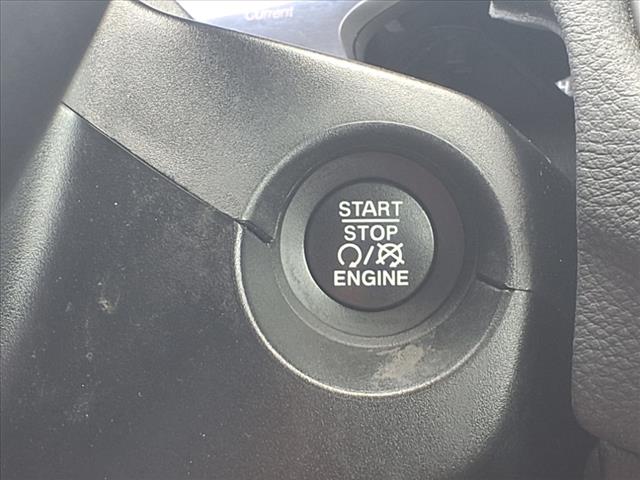 Current
START
STOP
/
ENGINE